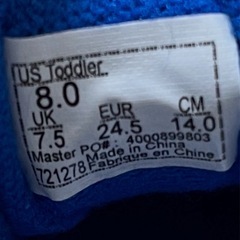 US Toddler
8.0
UK EUR CM
7.5 24.5 14.0
Master PO#: 4000899803
Made in China
721278 Fabrique en Chine